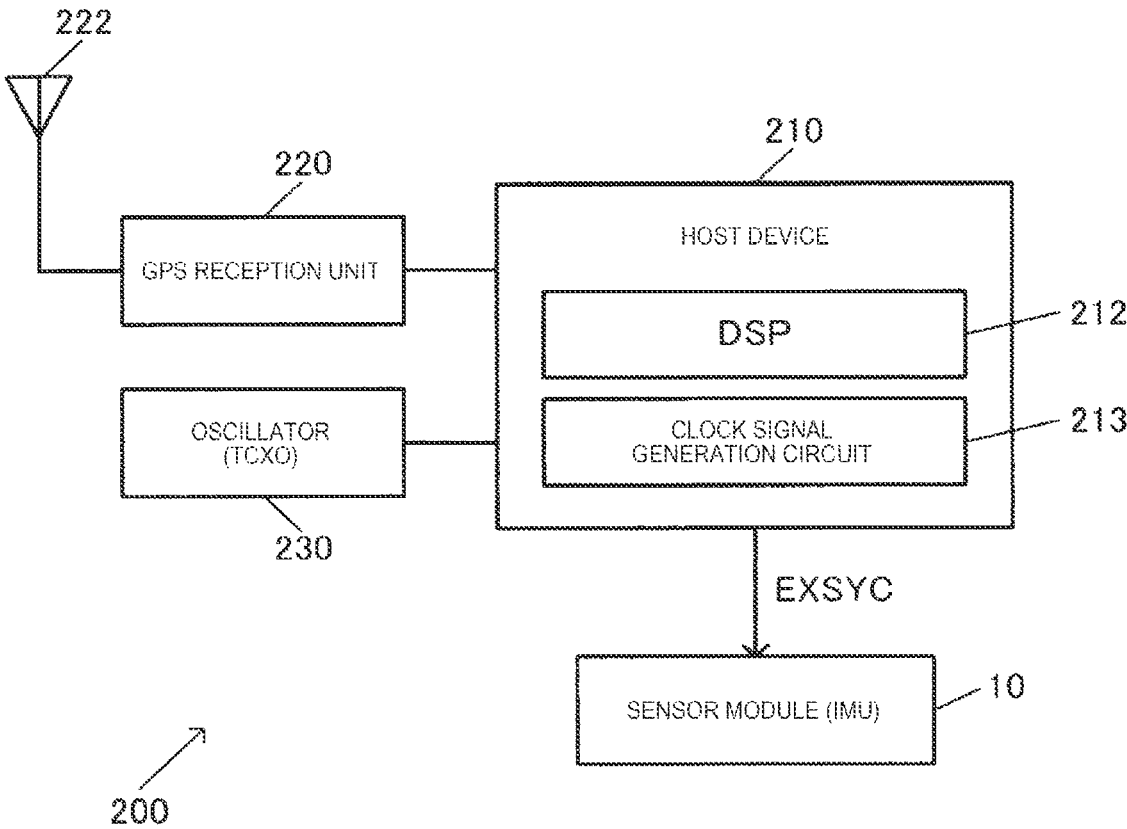 222
210
220
HOST DEVICE
GPS RECEPTION UNIT
212
DSP
213
OSCILLATOR
(TCXO)
CLOCK SIGNAL
GENERATION CIRCUIT
230
EXSYC
10
SENSOR MODULE (IMU)
200